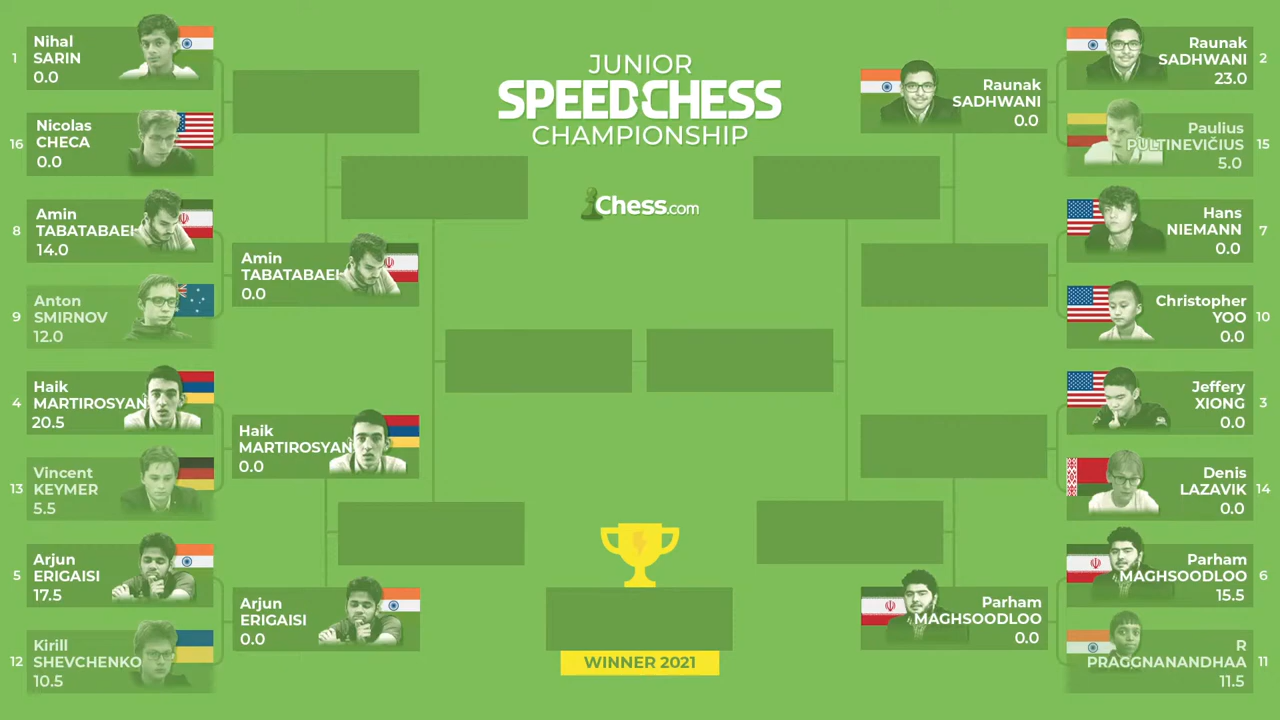 JUNIOR
SPEEDCHESS
CHAMPIONSHIP
Chess.com
1
Nihal
SARIN
0.0
16
Nicolas
CHECA
0.0
8
Amin
TABATABAEI
14.0
9
Anton
SMIRNOV
12.0
4
Haik
MARTIROSYAN
20.5
13
Vincent
KEYMER
5.5
5
Arjun
ERIGAISI
17.5
12
Kirill
SHEVCHENKO
10.5
Amin
TABATABAEI
0.0
Haik
MARTIROSYAN
0.0
Arjun
ERIGAISI
0.0
WINNER 2021
Raunak
SADHWANI
0.0
Parham
MAGHSOODLOO
0.0
Raunak
SADHWANI
23.0
2
Paulius
PULTINEVIČIUS
5.0
15
Hans
NIEMANN
0.0
7
Christopher
YOO
0.0
10
Jeffery
XIONG
0.0
3
Denis
LAZAVIK
0.0
14
Parham
MAGHSOODLOO
15.5
6
R
PRAGGNANANDHAA
11.5
11